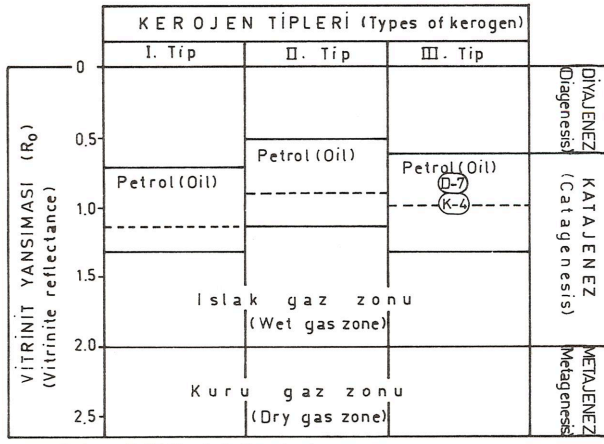 KEROJEN TİPLERİ (Types of kerogen)
I. Tip
II. Tip
III. Tip
VİTRİNİT YANSIMASI (Ro)
(Vitrinite reflectance)
0
0,5
1.0
1.5
2.0
2,5
Petrol (Oil)
Petrol (Oil)
Petrol (Oil)
D-7
K-4
Islak gaz zonu
(Wet gas zone)
Kuru gaz zonu
(Dry gas zone)
DİYAJENEZ
(Diagenesis)
KATAJENEZ
(Catagenesis)
METAJENEZ
(Metagenesis)